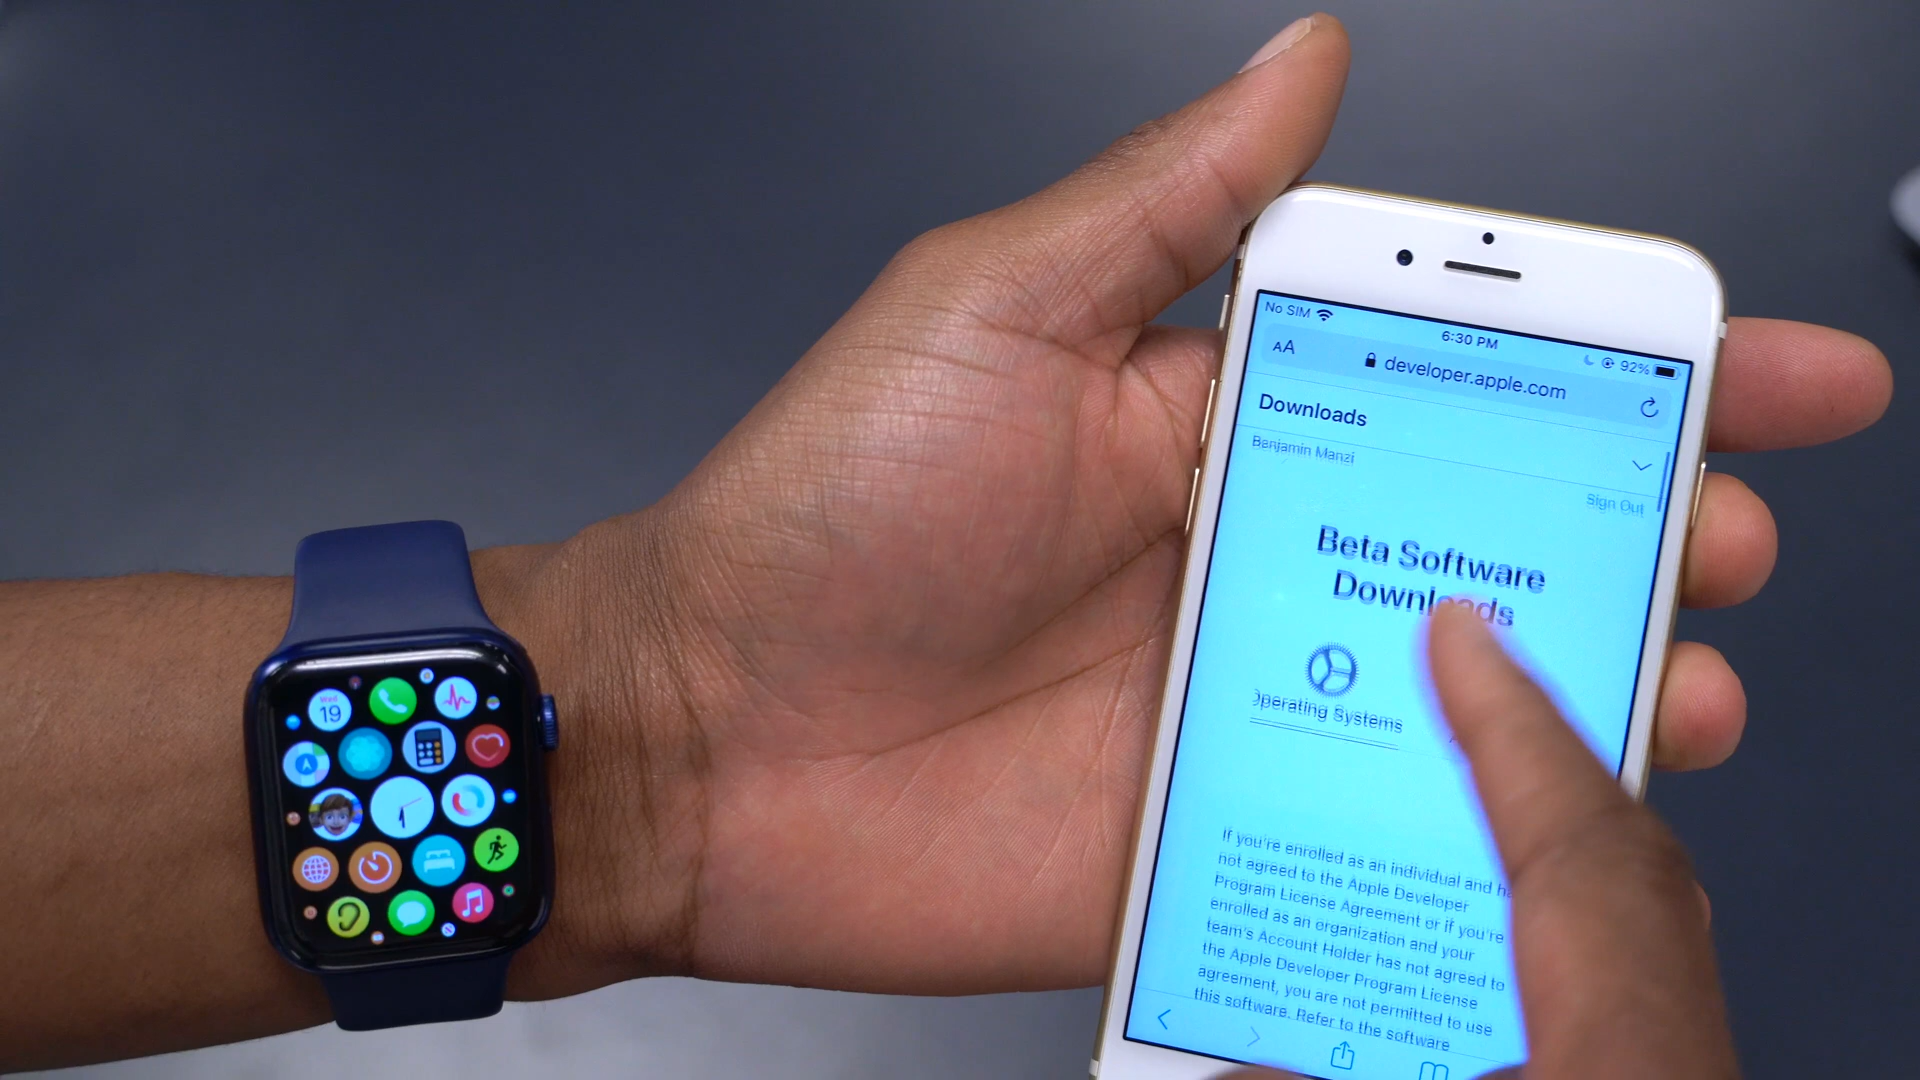 Wed
19
No SIM
6:30 PM
92%
AA
developer.apple.com
Downloads
Benjamin Manzi
Sign Out
Beta Software
Downloads
Operating Systems
If you're enrolled as an individual and
not agreed to the Apple Developer
Program License Agreement or if you're
enrolled as an organization and your
team's Account Holder has not agreed to
the Apple Developer Program License
agreement, you are not permitted to use
this software. Refer to the software